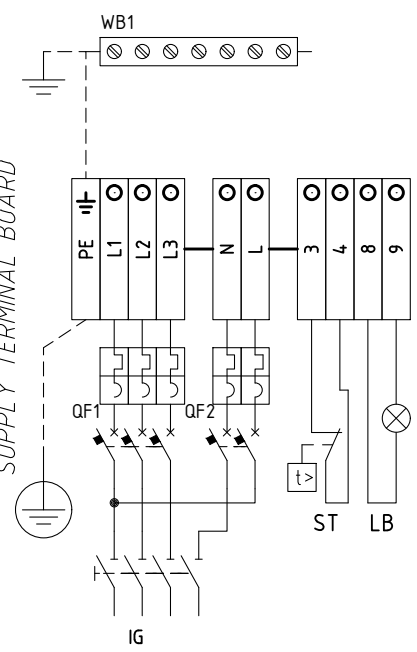 WB1
SUPPLY TERMINAL BOARD
PE L1 L2 L3 N L 3 4 8 9
QF1 QF2
t>
ST LB
IG